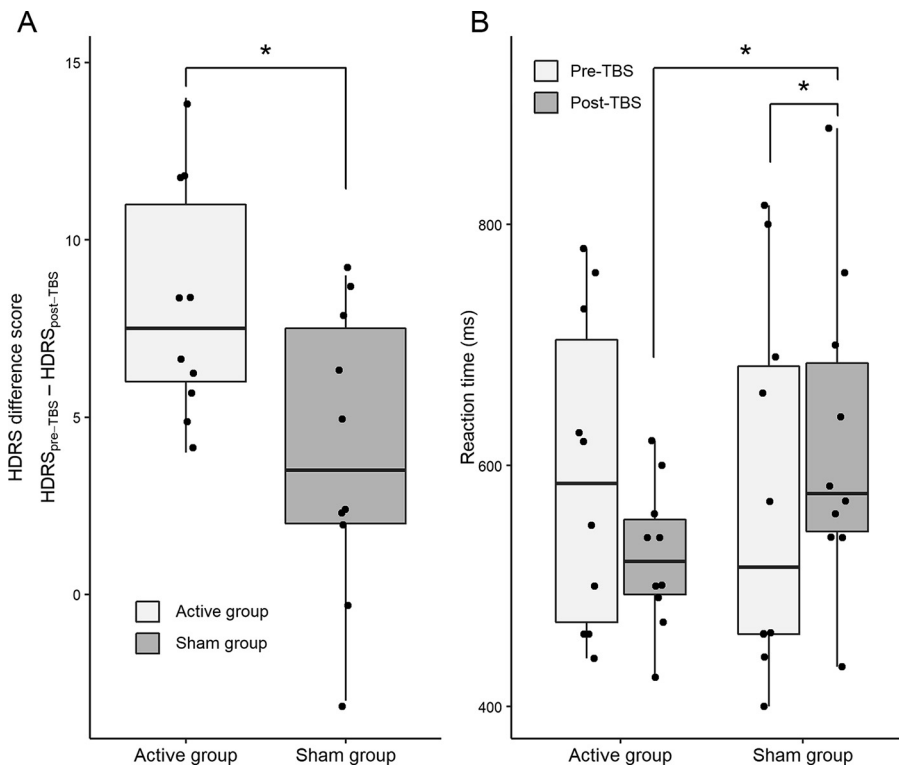 A
HDRS difference score
HDRSpre–TBS – HDRSpost–TBS
15
10
5
0
*
Active group
Sham group
Active group
Sham group
B
Reaction time (ms)
800
600
400
Pre-TBS
Post-TBS
*
*
Active group
Sham group